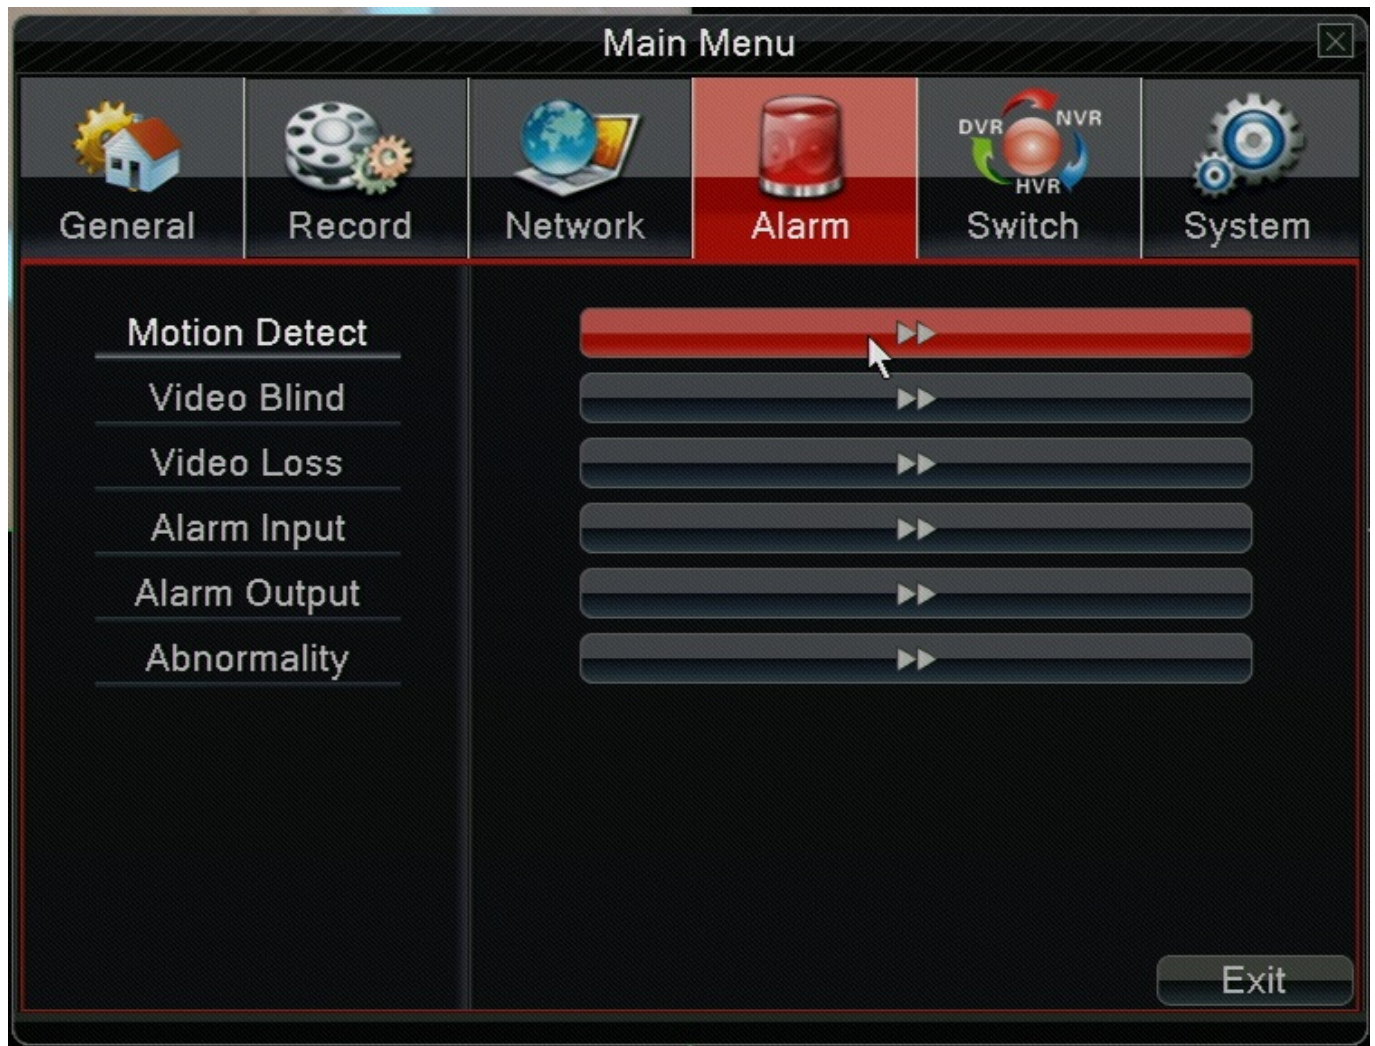 Main Menu
General
Record
Network
Alarm
DVR
NVR
HVR
Switch
System
Motion Detect
Video Blind
Video Loss
Alarm Input
Alarm Output
Abnormality
Exit